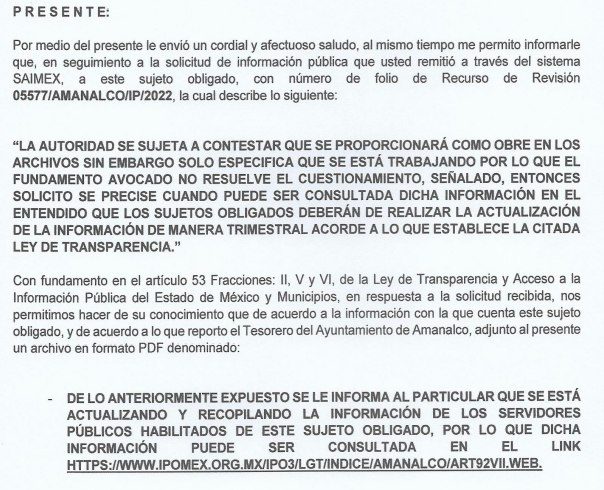 PRESENTE:
Por medio del presente le envió un cordial y afectuoso saludo, al mismo tiempo me permito informarle
que, en seguimiento a la solicitud de información pública que usted remitió a través del sistema
SAIMEX, a este sujeto obligado, con número de folio de Recurso de Revisión
05577/AMANALCO/IP/2022, la cual describe lo siguiente:
“LA AUTORIDAD SE SUJETA A CONTESTAR QUE SE PROPORCIONARÁ COMO OBRE EN LOS
ARCHIVOS SIN EMBARGO SOLO ESPECIFICA QUE SE ESTÁ TRABAJANDO POR LO QUE EL
FUNDAMENTO AVOCADO NO RESUELVE EL CUESTIONAMIENTO, SEÑALADO, ENTONCES
SOLICITO SE PRECISE CUANDO PUEDE SER CONSULTADA DICHA INFORMACIÓN EN EL
ENTENDIDO QUE LOS SUJETOS OBLIGADOS DEBERÁN DE REALIZAR LA ACTUALIZACIÓN
DE LA INFORMACIÓN DE MANERA TRIMESTRAL ACORDE A LO QUE ESTABLECE LA CITADA
LEY DE TRANSPARENCIA.”
Con fundamento en el artículo 53 Fracciones: II, V y VI, de la Ley de Transparencia y Acceso a la
Información Pública del Estado de México y Municipios, en respuesta a la solicitud recibida, nos
permitimos hacer de su conocimiento que de acuerdo a la información con la que cuenta este sujeto
obligado, y de acuerdo a lo que reporto el Tesorero del Ayuntamiento de Amanalco, adjunto al presente
un archivo en formato PDF denominado:
- DE LO ANTERIORMENTE EXPUESTO SE LE INFORMA AL PARTICULAR QUE SE ESTÁ
ACTUALIZANDO Y RECOPILANDO LA INFORMACIÓN DE LOS SERVIDORES
PÚBLICOS HABILITADOS DE ESTE SUJETO OBLIGADO, POR LO QUE DICHA
INFORMACIÓN PUEDE SER CONSULTADA EN EL LINK
HTTPS://WWW.IPOMEX.ORG.MX/IPO3/LGT/INDICE/AMANALCO/ART92VII.WEB.